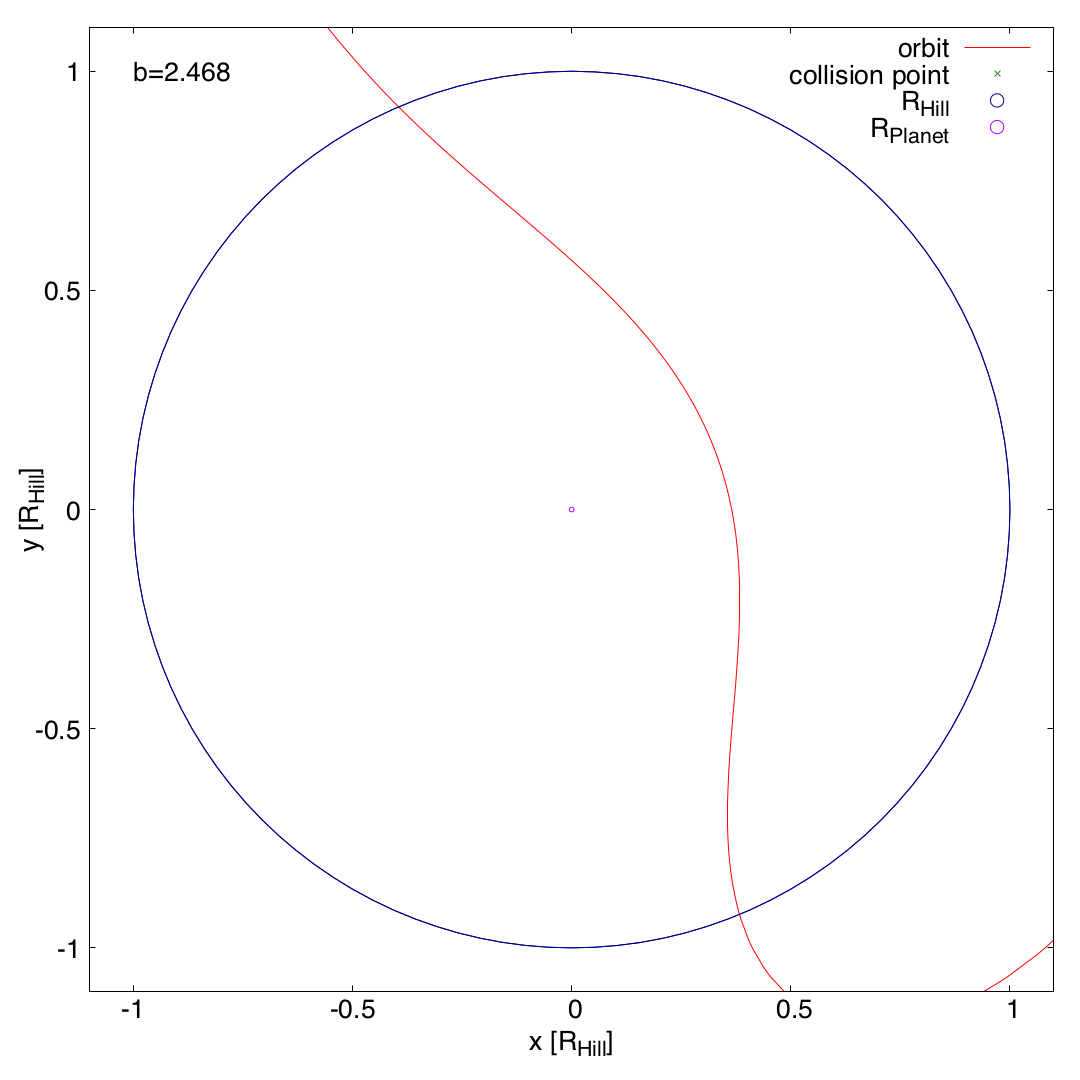 b=2.468
orbit
collision point
R_Hill
R_Planet
1
0.5
0
-0.5
-1
y [R_Hill]
-1
-0.5
0
0.5
1
x [R_Hill]